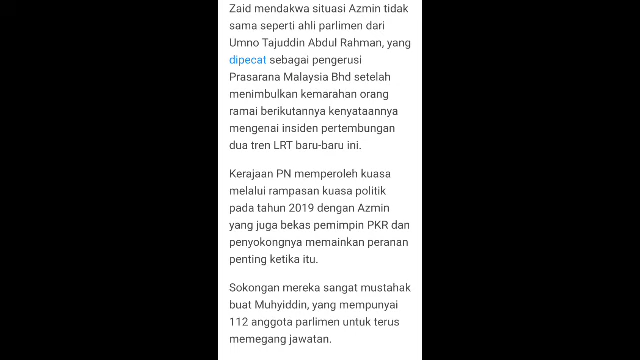 Zaid mendakwa situasi Azmin tidak
sama seperti ahli parlimen dari
Umno Tajuddin Abdul Rahman, yang
dipecat sebagai pengerusi
Prasarana Malaysia Bhd setelah
menimbulkan kemarahan orang
ramai berikutannya kenyataannya
mengenai insiden pertembungan
dua tren LRT baru-baru ini.
Kerajaan PN memperoleh kuasa
melalui rampasan kuasa politik
pada tahun 2019 dengan Azmin
yang juga bekas pemimpin PKR dan
penyokongnya memainkan peranan
penting ketika itu.
Sokongan mereka sangat mustahak
buat Muhyiddin, yang mempunyai
112 anggota parlimen untuk terus
memegang jawatan.